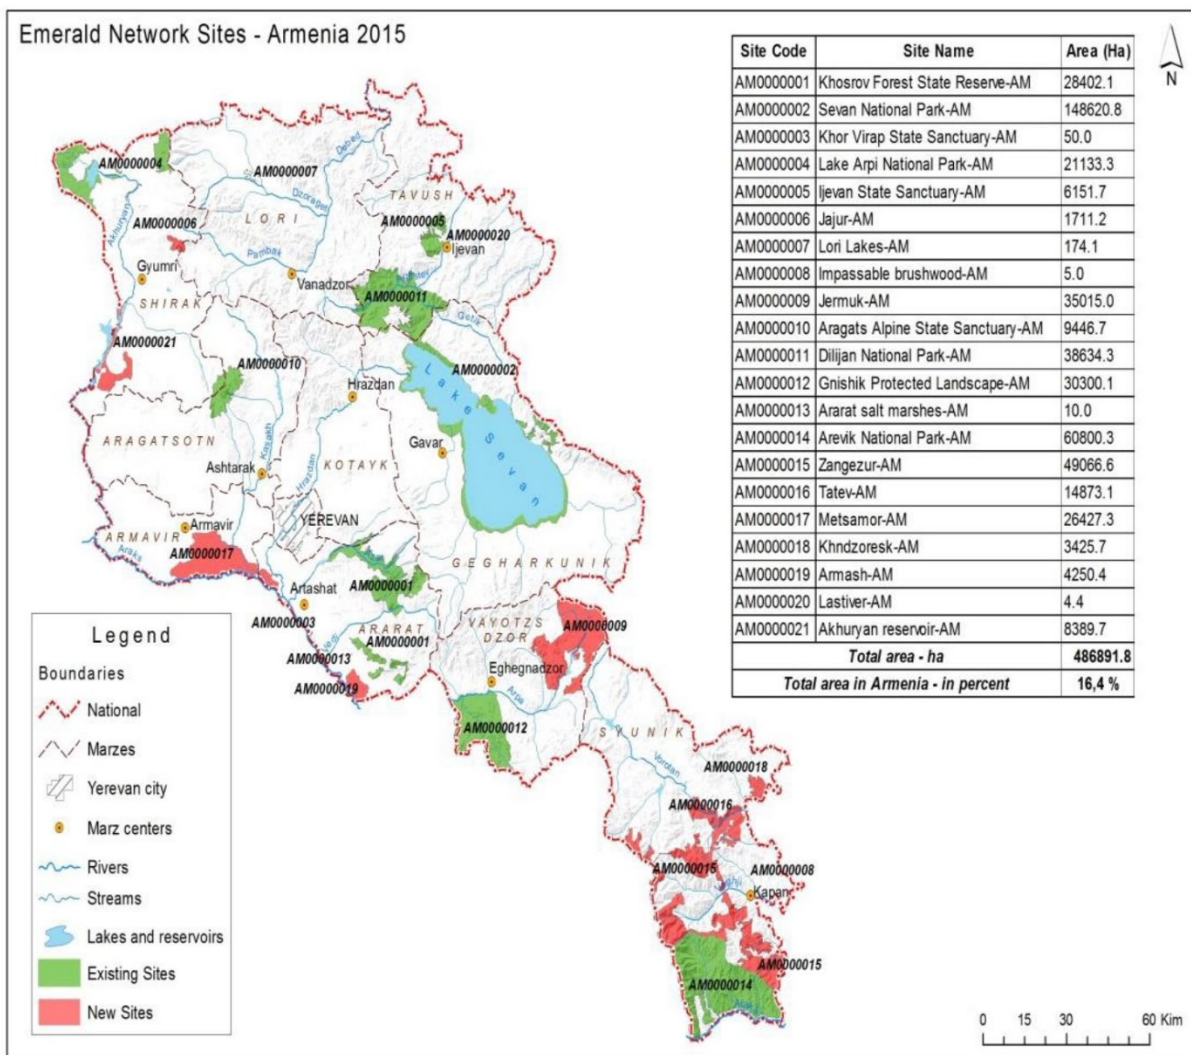 Emerald Network Sites - Armenia 2015
Site Code Site Name Area (Ha)
AM0000001 Khosrov Forest State Reserve-AM 28402.1
AM0000002 Sevan National Park-AM 148620.8
AM0000003 Khor Virap State Sanctuary-AM 50.0
AM0000004 Lake Arpi National Park-AM 21133.3
AM0000005 Ijevan State Sanctuary-AM 6151.7
AM0000006 Jajur-AM 1711.2
AM0000007 Lori Lakes-AM 174.1
AM0000008 Impassable brushwood-AM 5.0
AM0000009 Jermuk-AM 35015.0
AM0000010 Aragats Alpine State Sanctuary-AM 9446.7
AM0000011 Dilijan National Park-AM 38634.3
AM0000012 Gnishik Protected Landscape-AM 30300.1
AM0000013 Ararat salt marshes-AM 10.0
AM0000014 Arevik National Park-AM 60800.3
AM0000015 Zangezur-AM 49066.6
AM0000016 Tatev-AM 14873.1
AM0000017 Metsamor-AM 26427.3
AM0000018 Khndzoresk-AM 3425.7
AM0000019 Armash-AM 4250.4
AM0000020 Lastiver-AM 4.4
AM0000021 Akhuryan reservoir-AM 8389.7
Total area - ha 486891.8
Total area in Armenia - in percent 16,4 %
N
AM0000004
AM0000007
Debed
Dzoraget
TAVUSH
AM0000005
LORI
AM0000006
AM0000020
Ijevan
Akhuryan
Pambak
Gyumri
Vanadzor
SHIRAK
AM0000011
Getik
AM0000021
AM0000010
AM0000002
Hrazdan
Lake Sevan
ARAGATSOTN
Kasakh
Gavar
Ashtarak
Hrazdan
KOTAYK
YEREVAN
Armavir
ARMAVIR
Araks
AM0000017
GEGHARKUNIK
AM0000001
Artashat
AM0000003
ARARAT
AM0000001
VAYOTZS
DZOR
AM0000009
AM0000013
AM0000019
Eghegnadzor
Arpa
AM0000012
SYUNIK
Vorotan
AM0000018
AM0000016
AM0000015
AM0000008
Kapan
AM0000015
AM0000014
Legend
Boundaries
National
Marzes
Yerevan city
Marz centers
Rivers
Streams
Lakes and reservoirs
Existing Sites
New Sites
0 15 30 60 Kim